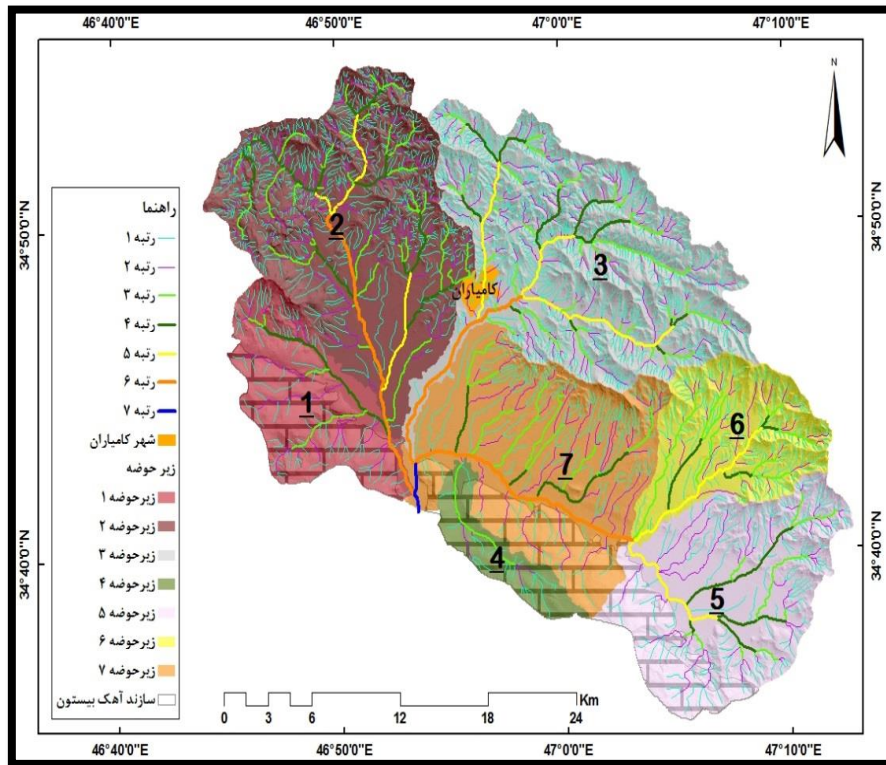 46°40'0"E 46°50'0"E 47°0'0"E 47°10'0"E
N
34°50'0"N 34°50'0"N
34°40'0"N 34°40'0"N
راهنما
رتبه ۱
رتبه ۲
رتبه ۳
رتبه ۴
رتبه ۵
رتبه ۶
رتبه ۷
شهر کامیاران
زیر حوضه
زیرحوضه ۱
زیرحوضه ۲
زیرحوضه ۳
زیرحوضه ۴
زیرحوضه ۵
زیرحوضه ۶
زیرحوضه ۷
سازند آهک بیستون
2
3
کامیاران
1
6
7
4
5
Km
0 3 6 12 18 24
46°40'0"E 46°50'0"E 47°0'0"E 47°10'0"E